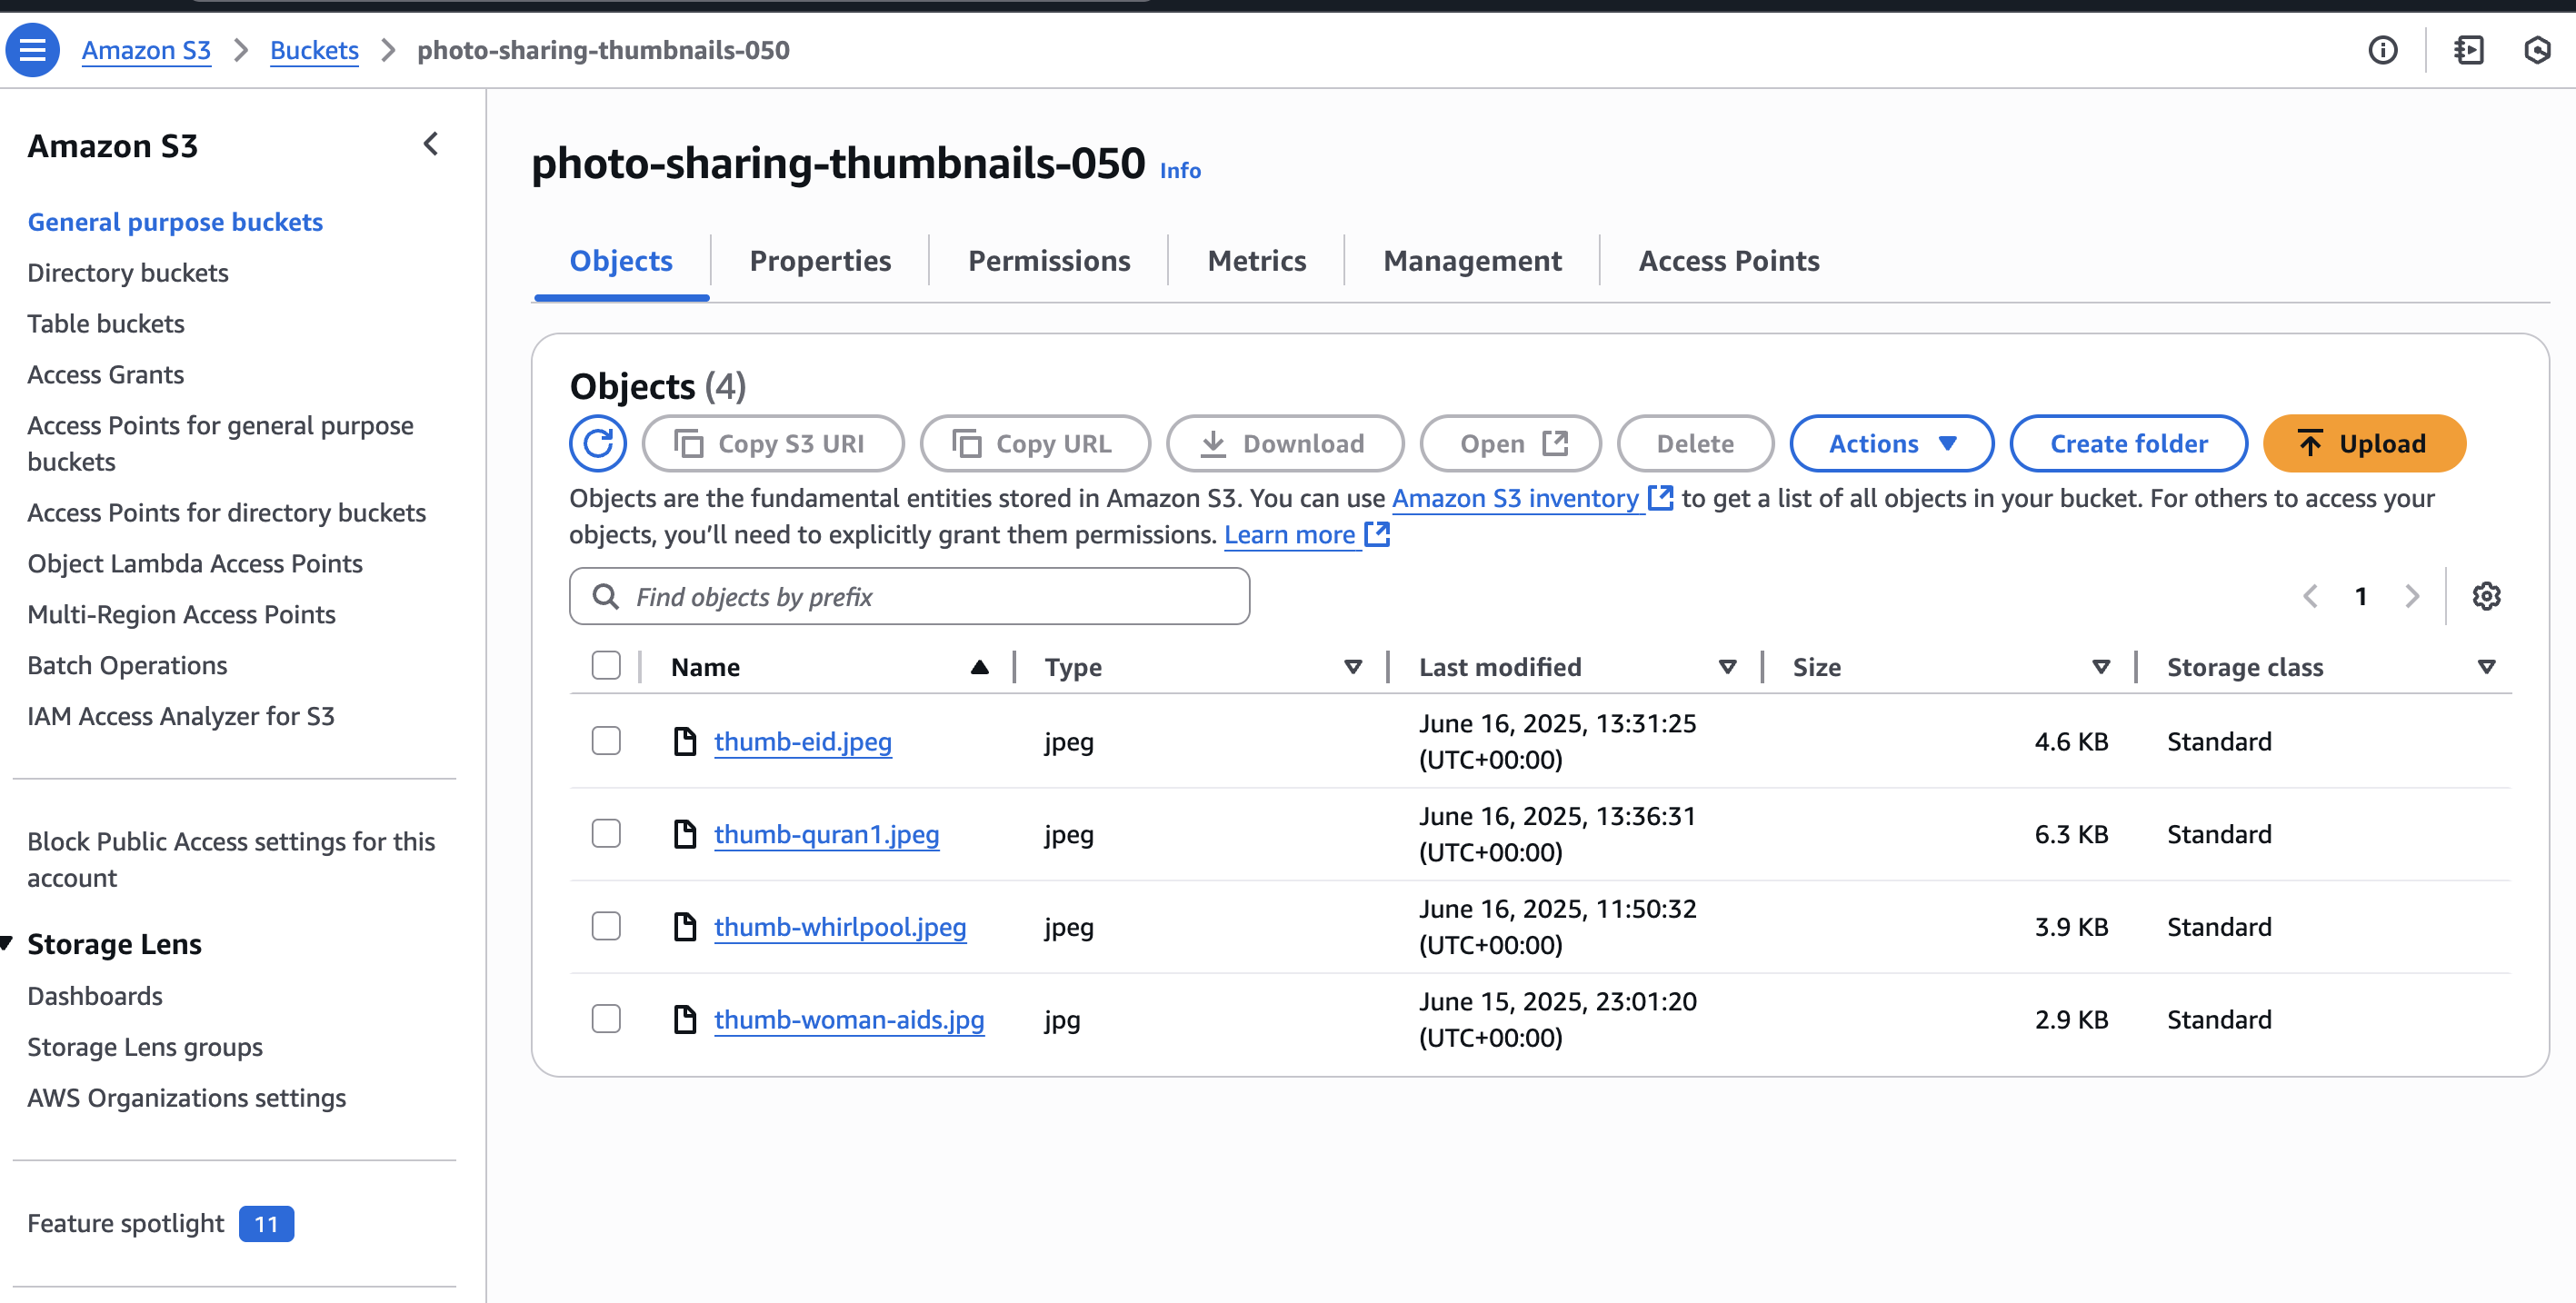 Amazon S3 > Buckets > photo-sharing-thumbnails-050
Amazon S3
General purpose buckets
Directory buckets
Table buckets
Access Grants
Access Points for general purpose
buckets
Access Points for directory buckets
Object Lambda Access Points
Multi-Region Access Points
Batch Operations
IAM Access Analyzer for S3
Block Public Access settings for this
account
Storage Lens
Dashboards
Storage Lens groups
AWS Organizations settings
Feature spotlight 11
photo-sharing-thumbnails-050 Info
Objects Properties Permissions Metrics Management Access Points
Objects (4)
Copy S3 URI Copy URL Download Open Delete Actions Create folder Upload
Objects are the fundamental entities stored in Amazon S3. You can use Amazon S3 inventory to get a list of all objects in your bucket. For others to access your
objects, you’ll need to explicitly grant them permissions. Learn more
Find objects by prefix
1
Name Type Last modified Size Storage class
thumb-eid.jpeg jpeg June 16, 2025, 13:31:25 (UTC+00:00) 4.6 KB Standard
thumb-quran1.jpeg jpeg June 16, 2025, 13:36:31 (UTC+00:00) 6.3 KB Standard
thumb-whirlpool.jpeg jpeg June 16, 2025, 11:50:32 (UTC+00:00) 3.9 KB Standard
thumb-woman-aids.jpg jpg June 15, 2025, 23:01:20 (UTC+00:00) 2.9 KB Standard